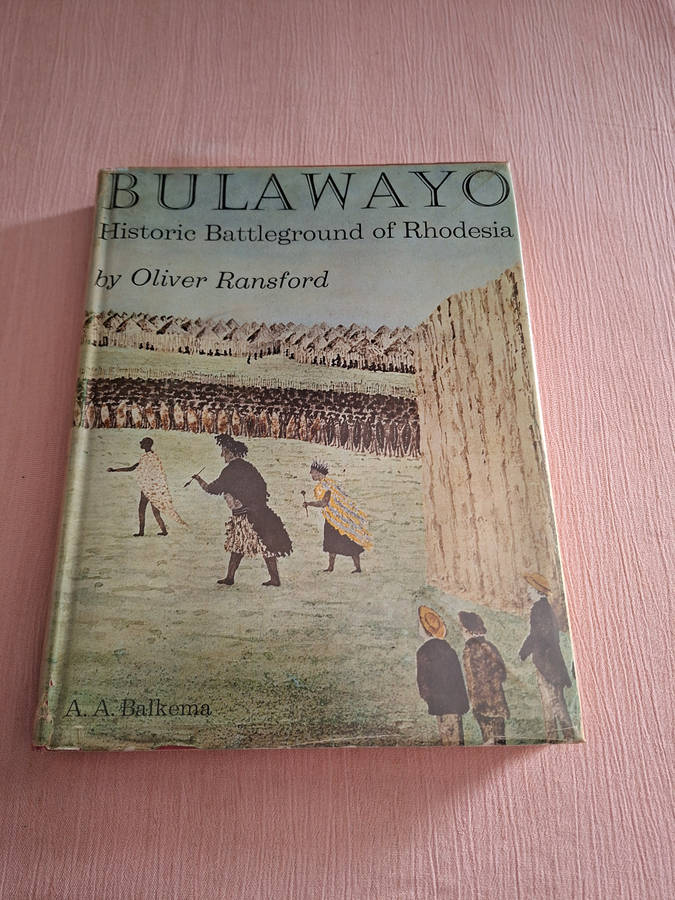 BULAWAYO
Historic Battleground of Rhodesia
by Oliver Ransford
A. A. Balkema